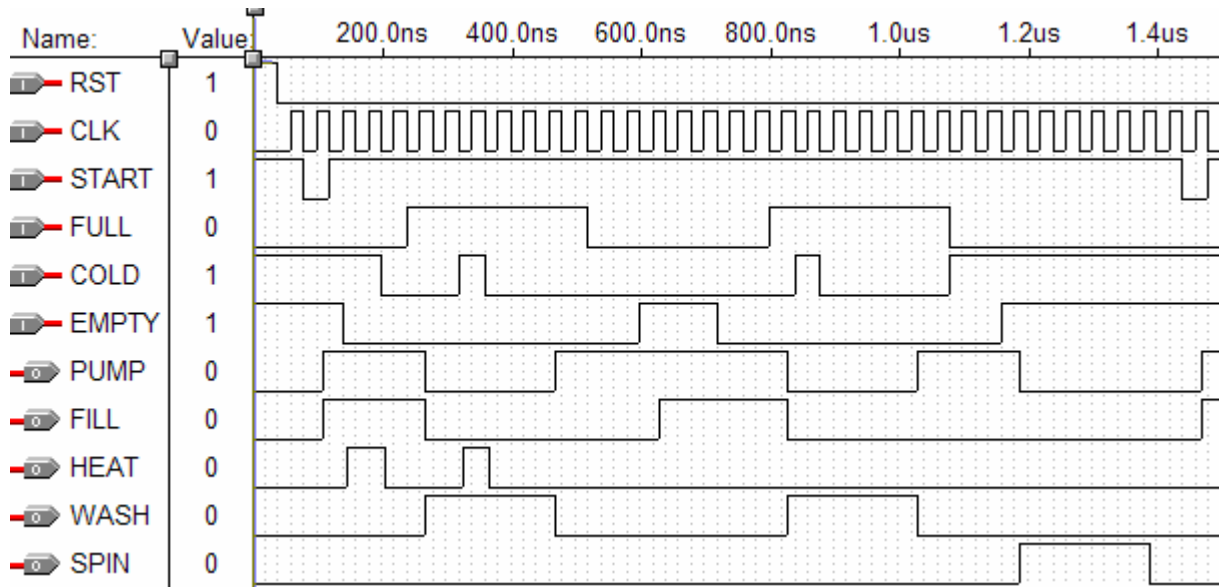 Name: Value: 200.0ns 400.0ns 600.0ns 800.0ns 1.0us 1.2us 1.4us
I RST 1
I CLK 0
I START 1
I FULL 0
I COLD 1
I EMPTY 1
O PUMP 0
O FILL 0
O HEAT 0
O WASH 0
O SPIN 0